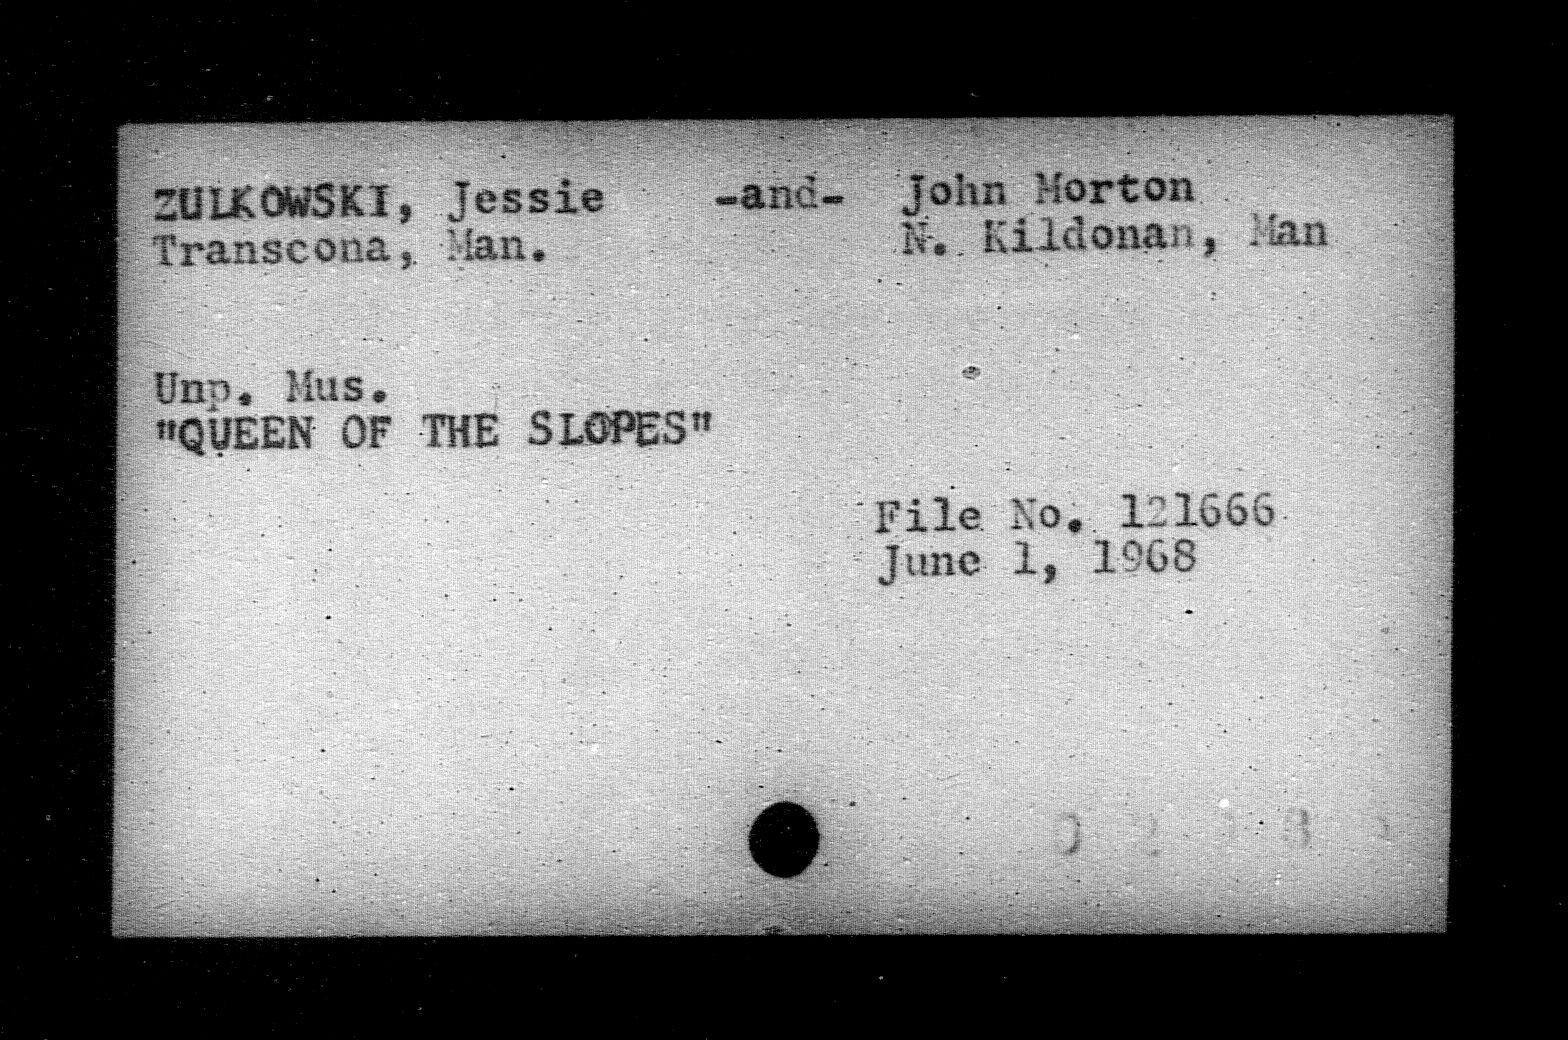 ZULKOWSKI, Jessie -and- John Morton
Transcona, Man. N. Kildonan, Man
Unp. Mus.
"QUEEN OF THE SLOPES"
File No. 121666
June 1, 1968